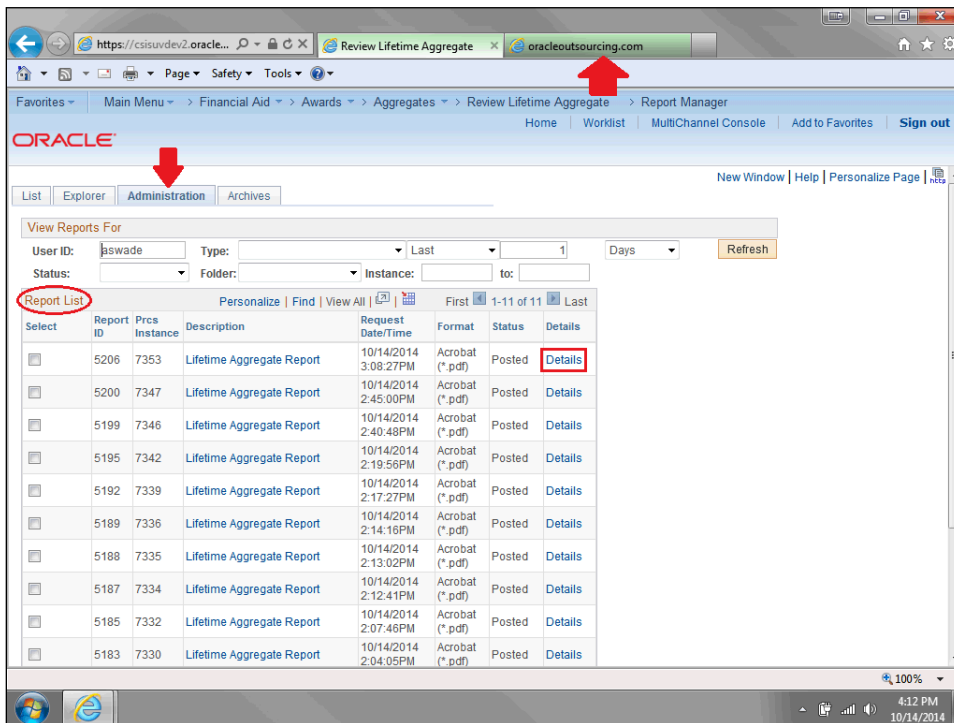 https://csisuvdev2.oracle...
Review Lifetime Aggregate
oracleoutsourcing.com
Page
Safety
Tools
Favorites
Main Menu
> Financial Aid
> Awards
> Aggregates
> Review Lifetime Aggregate
> Report Manager
Home | Worklist | MultiChannel Console | Add to Favorites | Sign out
ORACLE
New Window | Help | Personalize Page | http
List
Explorer
Administration
Archives
View Reports For
User ID: aswade Type: Last 1 Days Refresh
Status: Folder: Instance: to:
Report List Personalize | Find | View All | First 1-11 of 11 Last
Select Report ID Prcs Instance Description Request Date/Time Format Status Details
5206 7353 Lifetime Aggregate Report 10/14/2014 3:08:27PM Acrobat (*.pdf) Posted Details
5200 7347 Lifetime Aggregate Report 10/14/2014 2:45:00PM Acrobat (*.pdf) Posted Details
5199 7346 Lifetime Aggregate Report 10/14/2014 2:40:48PM Acrobat (*.pdf) Posted Details
5195 7342 Lifetime Aggregate Report 10/14/2014 2:19:56PM Acrobat (*.pdf) Posted Details
5192 7339 Lifetime Aggregate Report 10/14/2014 2:17:27PM Acrobat (*.pdf) Posted Details
5189 7336 Lifetime Aggregate Report 10/14/2014 2:14:16PM Acrobat (*.pdf) Posted Details
5188 7335 Lifetime Aggregate Report 10/14/2014 2:13:02PM Acrobat (*.pdf) Posted Details
5187 7334 Lifetime Aggregate Report 10/14/2014 2:12:41PM Acrobat (*.pdf) Posted Details
5185 7332 Lifetime Aggregate Report 10/14/2014 2:07:46PM Acrobat (*.pdf) Posted Details
5183 7330 Lifetime Aggregate Report 10/14/2014 2:04:05PM Acrobat (*.pdf) Posted Details
100%
4:12 PM
10/14/2014